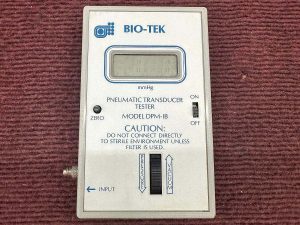 BIO-TEK
mmHg
PNEUMATIC TRANSDUCER
TESTER
MODEL DPM-1B
ZERO
ON
OFF
CAUTION:
DO NOT CONNECT DIRECTLY
TO STERILE ENVIRONMENT UNLESS
FILTER IS USED.
← INPUT